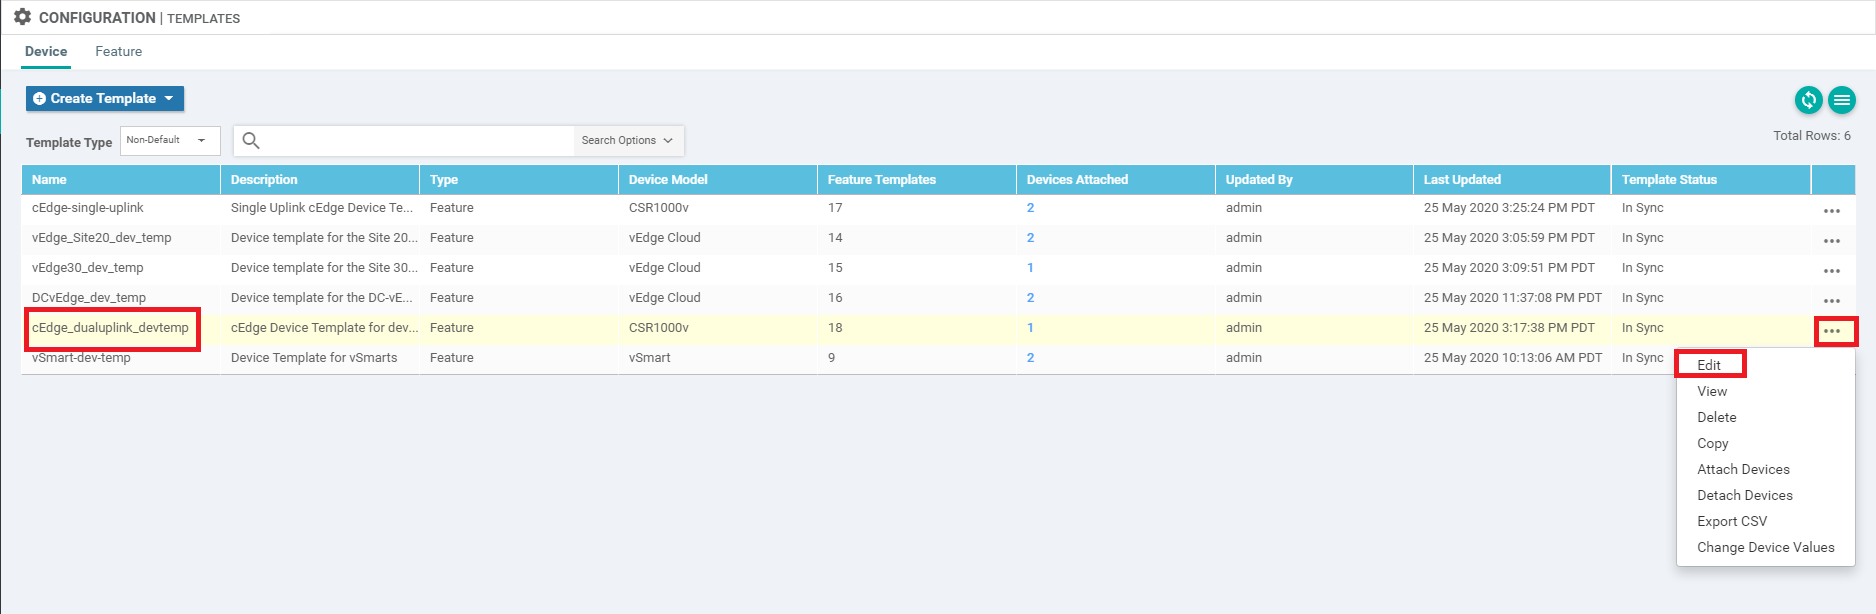 CONFIGURATION | TEMPLATES
Device Feature
Create Template
Template Type Non-Default Search Options
Total Rows: 6
Name Description Type Device Model Feature Templates Devices Attached Updated By Last Updated Template Status
cEdge-single-uplink Single Uplink cEdge Device Te... Feature CSR1000v 17 2 admin 25 May 2020 3:25:24 PM PDT In Sync
vEdge_Site20_dev_temp Device template for the Site 20... Feature vEdge Cloud 14 2 admin 25 May 2020 3:05:59 PM PDT In Sync
vEdge30_dev_temp Device template for the Site 30... Feature vEdge Cloud 15 1 admin 25 May 2020 3:09:51 PM PDT In Sync
DCvEdge_dev_temp Device template for the DC-vE... Feature vEdge Cloud 16 2 admin 25 May 2020 11:37:08 PM PDT In Sync
cEdge_dualuplink_devtemp cEdge Device Template for dev... Feature CSR1000v 18 1 admin 25 May 2020 3:17:38 PM PDT In Sync
vSmart-dev-temp Device Template for vSmarts Feature vSmart 9 2 admin 25 May 2020 10:13:06 AM PDT In Sync
Edit
View
Delete
Copy
Attach Devices
Detach Devices
Export CSV
Change Device Values